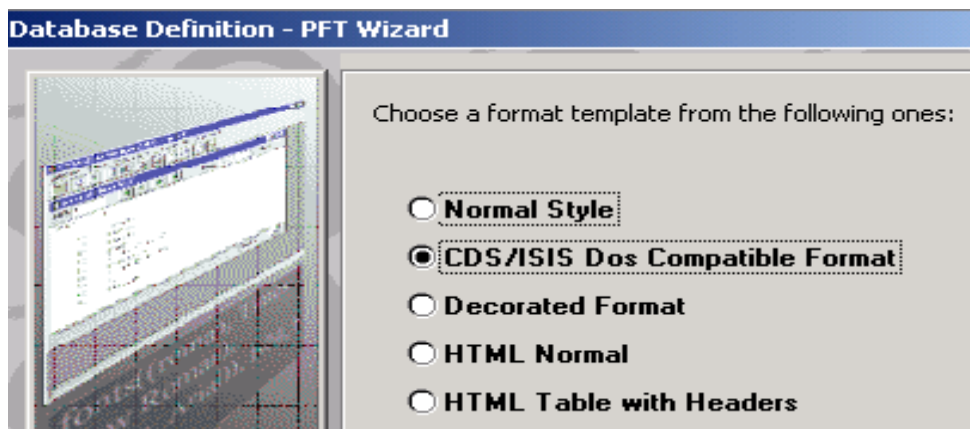 Database Definition - PFT Wizard
Choose a format template from the following ones:
Normal Style
CDS/ISIS Dos Compatible Format
Decorated Format
HTML Normal
HTML Table with Headers